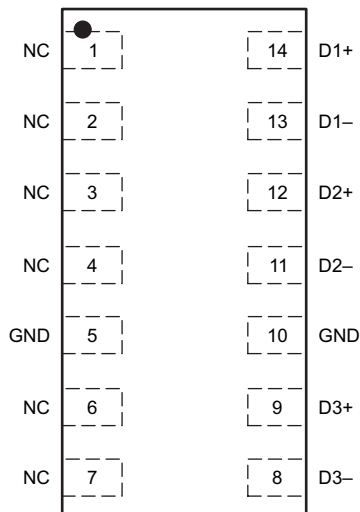 NC 1 14 D1+
NC 2 13 D1–
NC 3 12 D2+
NC 4 11 D2–
GND 5 10 GND
NC 6 9 D3+
NC 7 8 D3–